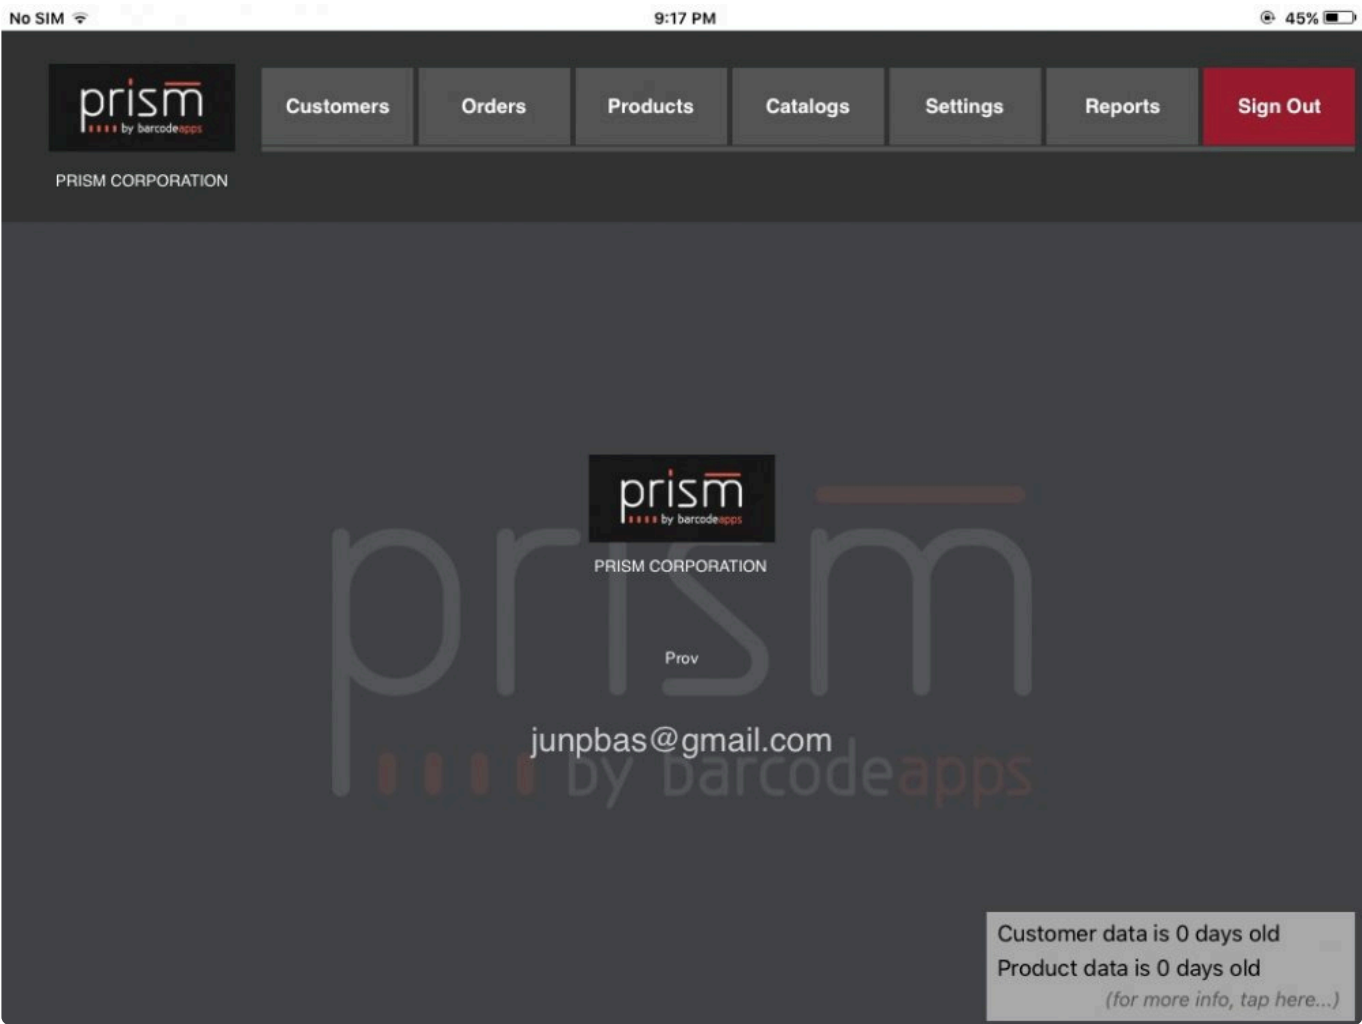 No SIM 9:17 PM 45%
prism
by barcodeapps
Customers Orders Products Catalogs Settings Reports Sign Out
PRISM CORPORATION
prism
by barcodeapps
PRISM CORPORATION
prism
Prov
junpbas@gmail.com
by barcodeapps
Customer data is 0 days old
Product data is 0 days old
(for more info, tap here...)